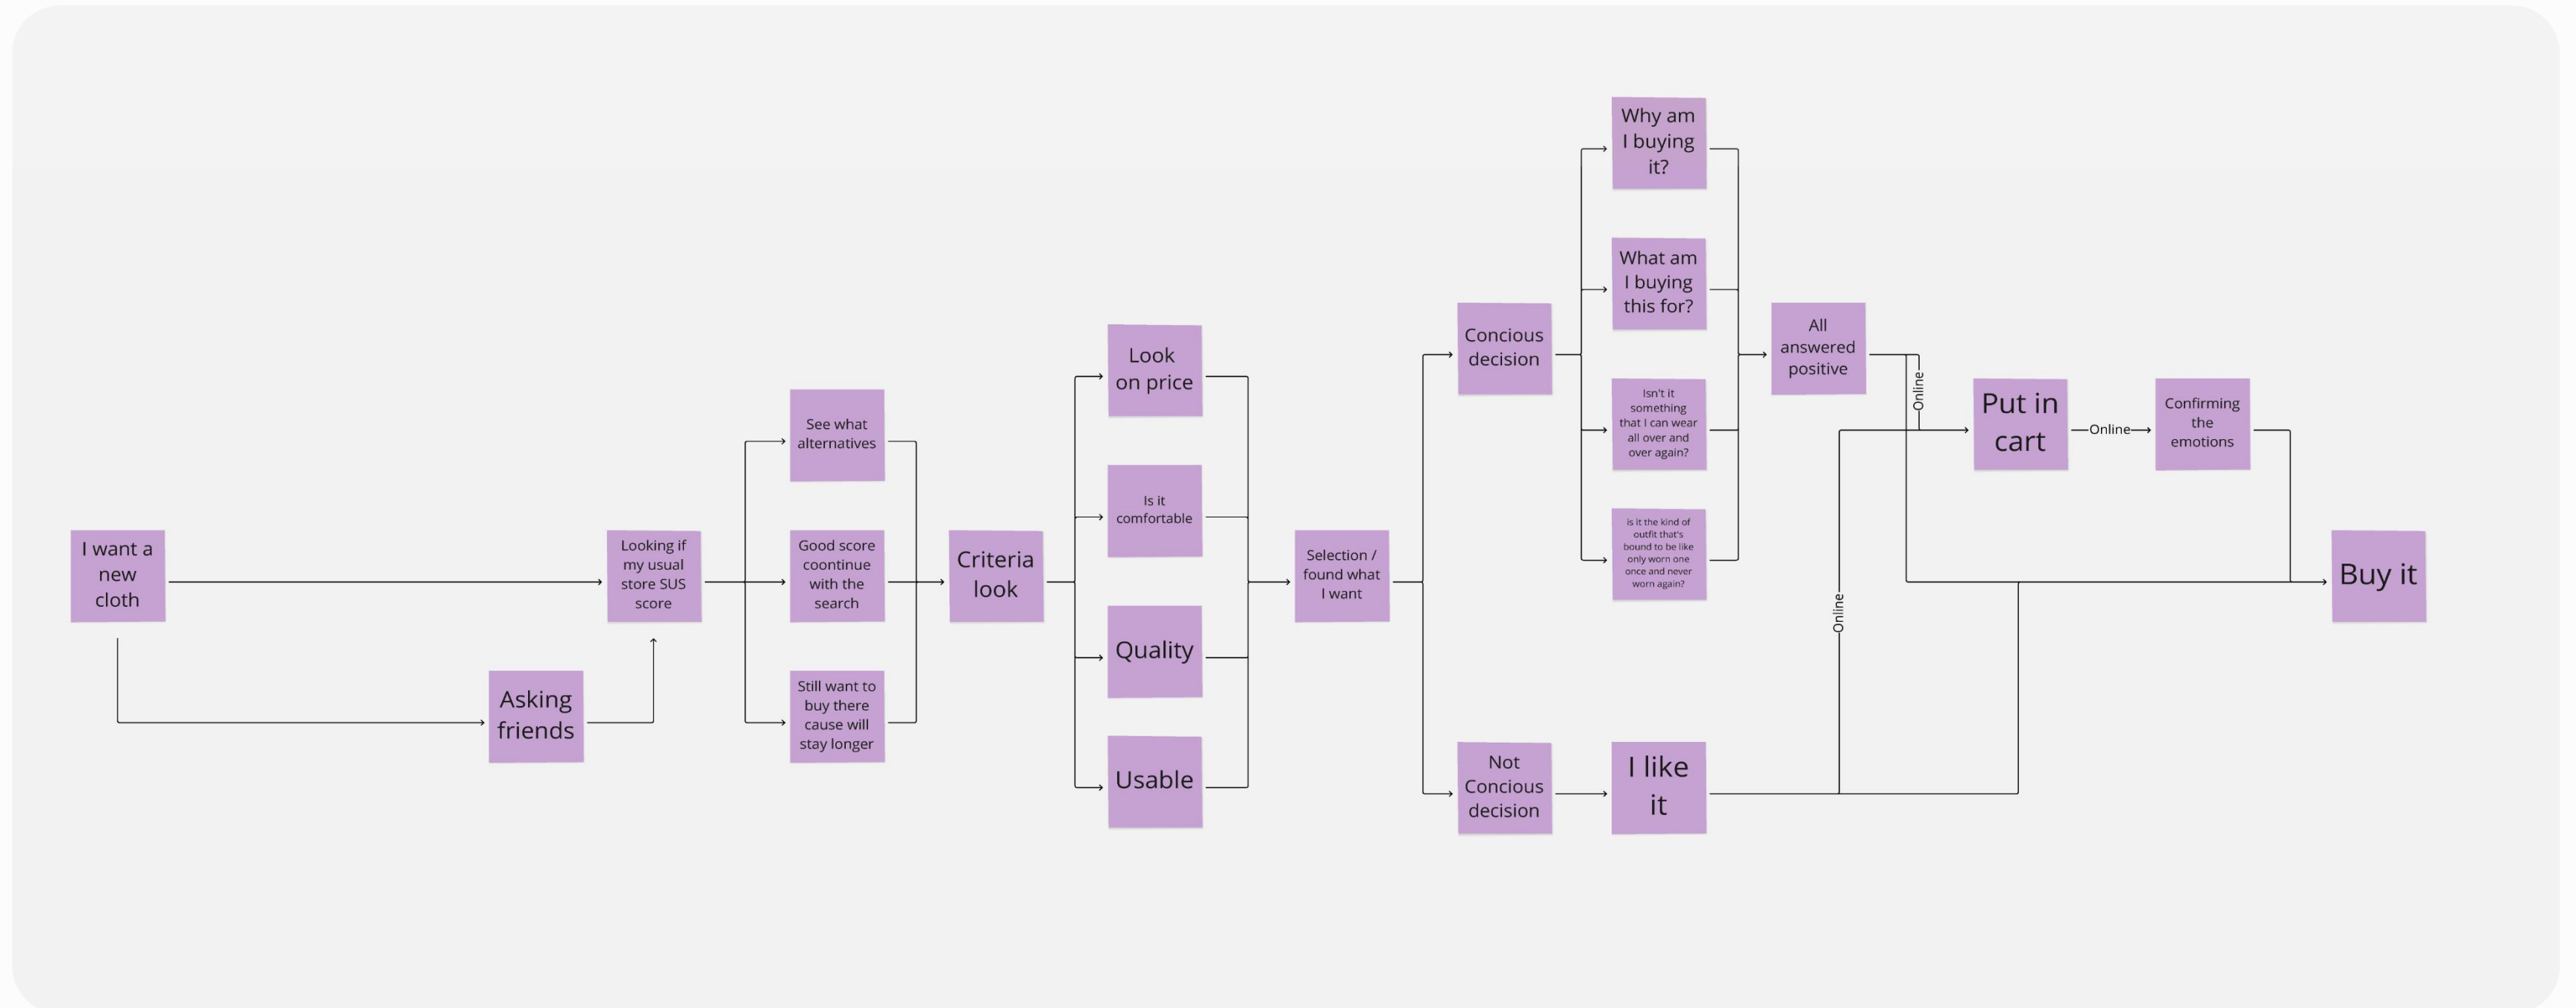 I want a
new
cloth
Asking
friends
Looking if
my usual
store SUS
score
See what
alternatives
Good score
coontinue
with the
search
Still want to
buy there
cause will
stay longer
Criteria
look
Look
on price
Is it
comfortable
Quality
Usable
Selection /
found what
I want
Concious
decision
Why am
I buying
it?
What am
I buying
this for?
Isn't it
something
that I can wear
all over and
over again?
is it the kind of
outfit that's
bound to be like
only worn one
once and never
worn again?
All
answered
positive
Not
Concious
decision
I like
it
Online
Online
Put in
cart
Online
Confirming
the
emotions
Buy it